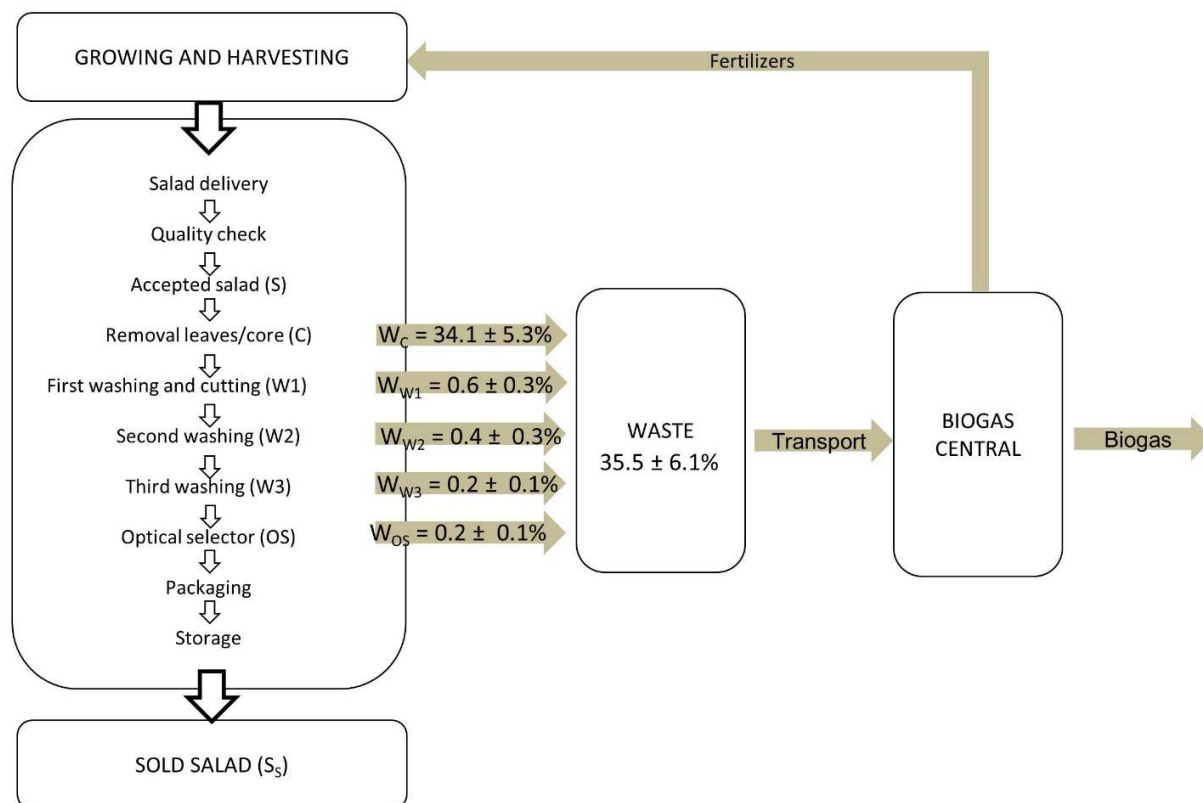 GROWING AND HARVESTING
Fertilizers
Salad delivery
Quality check
Accepted salad (S)
Removal leaves/core (C)
First washing and cutting (W1)
Second washing (W2)
Third washing (W3)
Optical selector (OS)
Packaging
Storage
W_C = 34.1 ± 5.3%
W_W1 = 0.6 ± 0.3%
W_W2 = 0.4 ± 0.3%
W_W3 = 0.2 ± 0.1%
W_OS = 0.2 ± 0.1%
WASTE
35.5 ± 6.1%
Transport
BIOGAS
CENTRAL
Biogas
SOLD SALAD (S_S)